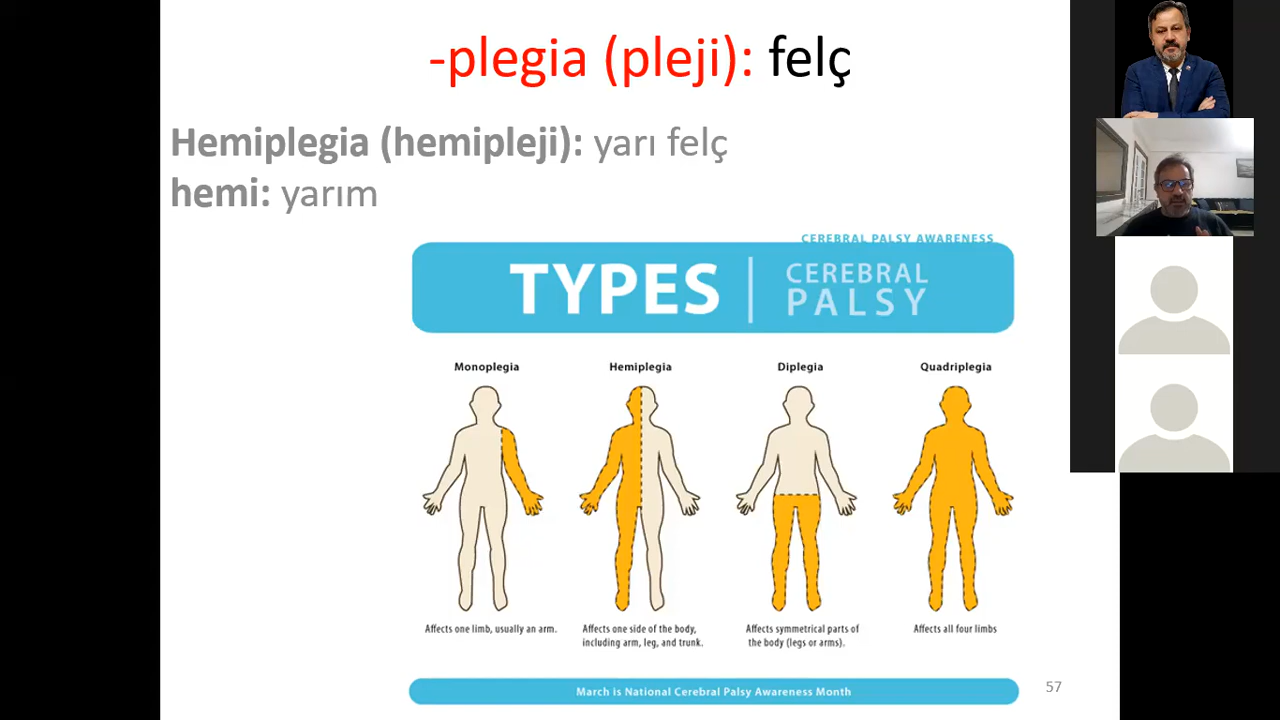 -plegia (pleji): felç
Hemiplegia (hemipleji): yarı felç
hemi: yarım
CEREBRAL PALSY AWARENESS
TYPES
CEREBRAL
PALSY
Monoplegia
Hemiplegia
Diplegia
Quadriplegia
Affects one limb, usually an arm.
Affects one side of the body,
including arm, leg, and trunk.
Affects symmetrical parts of
the body (legs or arms).
Affects all four limbs
March is National Cerebral Palsy Awareness Month
57